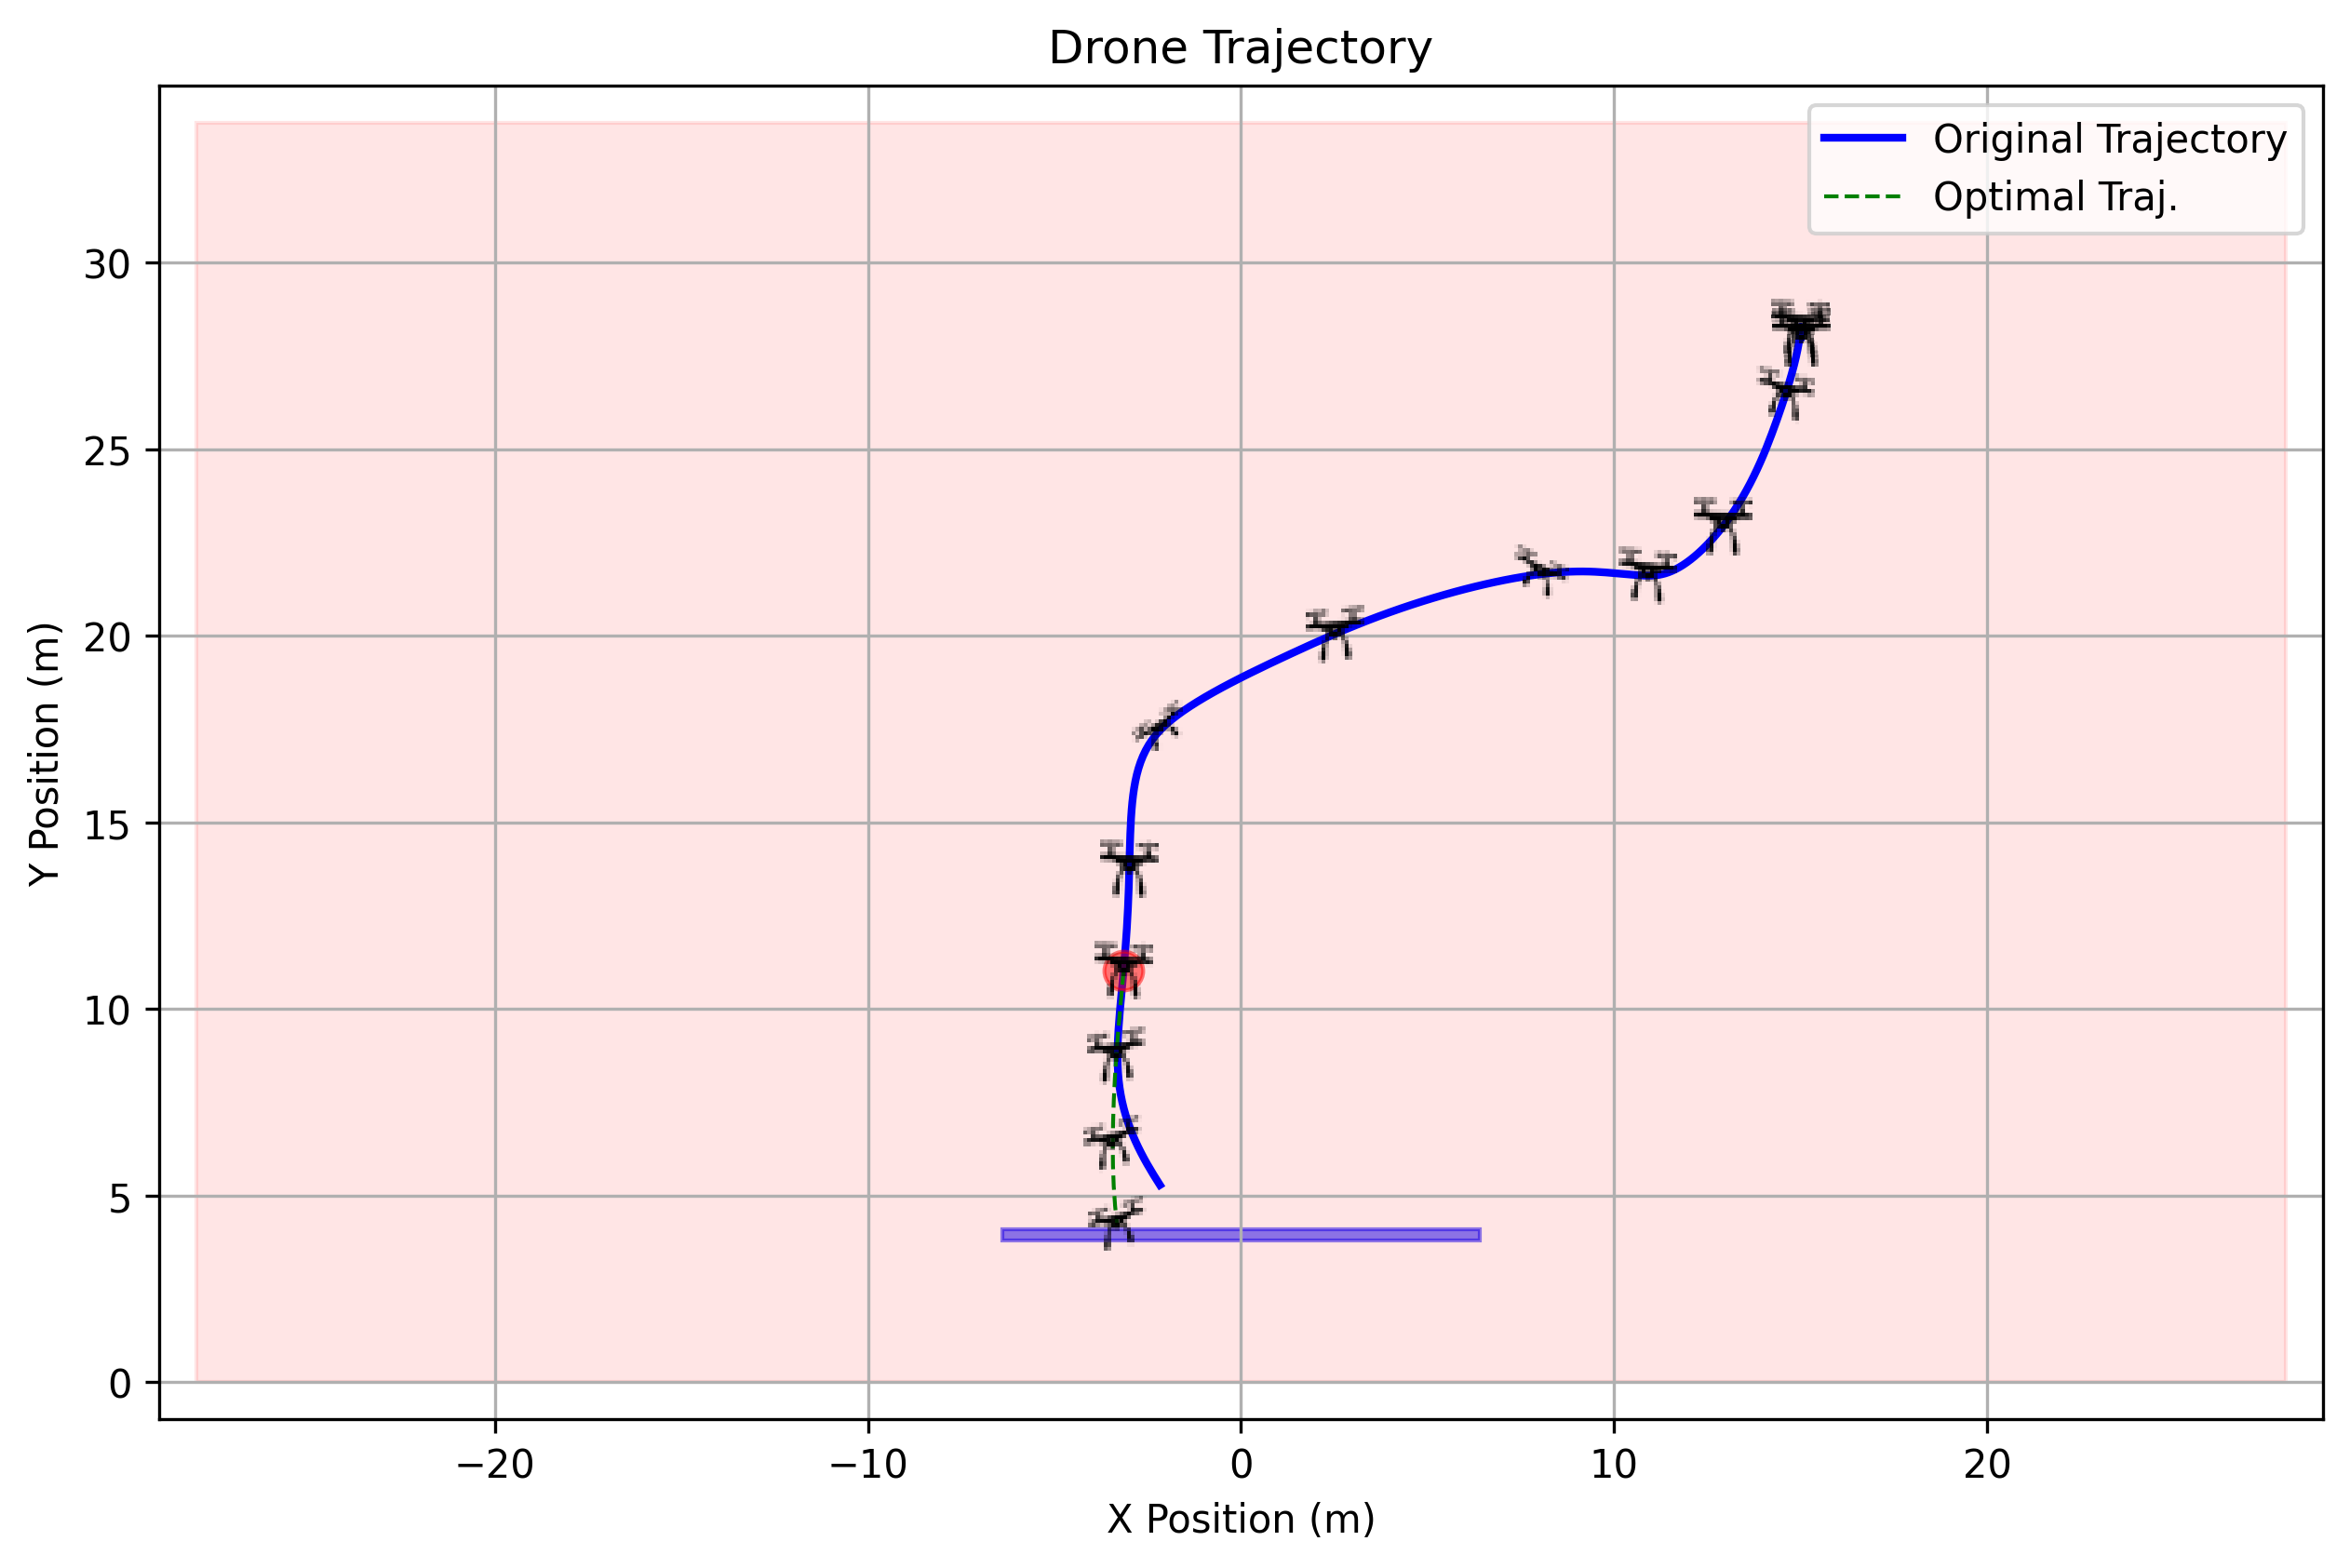 Drone Trajectory
Original Trajectory
Optimal Traj.
30
25
20
15
10
5
0
Y Position (m)
−20
−10
0
10
20
X Position (m)